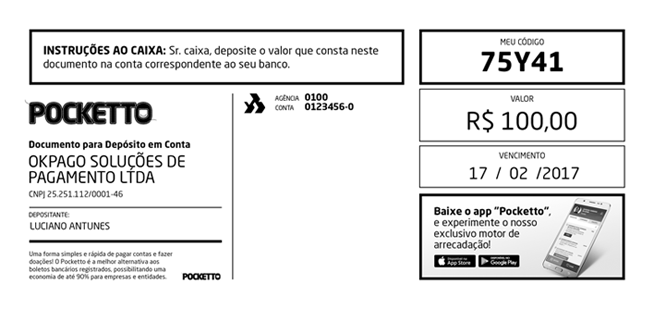 INSTRUÇÕES AO CAIXA: Sr. caixa, deposite o valor que consta neste
documento na conta correspondente ao seu banco.
MEU CÓDIGO
75Y41
POCKETTO
AGÊNCIA 0100
CONTA 0123456-0
VALOR
R$ 100,00
Documento para Depósito em Conta
OKPAGO SOLUÇÕES DE
PAGAMENTO LTDA
CNPJ 25.251.112/0001-46
VENCIMENTO
17 / 02 /2017
DEPOSITANTE:
LUCIANO ANTUNES
Baixe o app "Pocketto",
e experimente o nosso
exclusivo motor de
arrecadação!
App Store
Google Play
Uma forma simples e rápida de pagar contas e fazer
doações! O Pocketto é a melhor alternativa aos
boletos bancários registrados, possibilitando uma
economia de até 90% para empresas e entidades.
POCKETTO